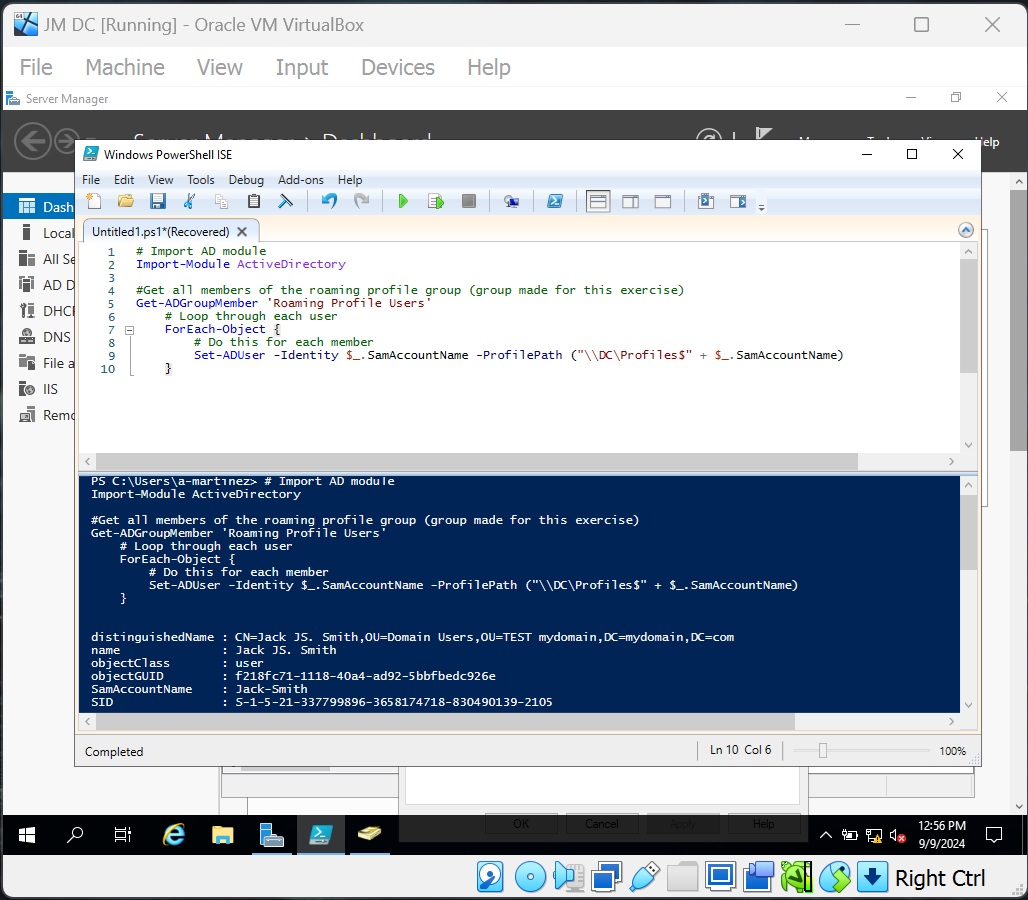 JM DC [Running] - Oracle VM VirtualBox
File Machine View Input Devices Help
Server Manager
Windows PowerShell ISE
File Edit View Tools Debug Add-ons Help
Untitled1.ps1*(Recovered)
1 # Import AD module
2 Import-Module ActiveDirectory
3
4 #Get all members of the roaming profile group (group made for this exercise)
5 Get-ADGroupMember 'Roaming Profile Users'
6 # Loop through each user
7 ForEach-Object {
8 # Do this for each member
9 Set-ADUser -Identity $_.SamAccountName -ProfilePath ("\\DC\Profiles$" + $_.SamAccountName)
10 }
Dash
Local
All Se
AD D
DHCP
DNS
File a
IIS
Remo
PS C:\Users\a-martinez> # Import AD module
Import-Module ActiveDirectory
#Get all members of the roaming profile group (group made for this exercise)
Get-ADGroupMember 'Roaming Profile Users'
# Loop through each user
ForEach-Object {
# Do this for each member
Set-ADUser -Identity $_.SamAccountName -ProfilePath ("\\DC\Profiles$" + $_.SamAccountName)
}
distinguishedName : CN=Jack JS. Smith,OU=Domain Users,OU=TEST mydomain,DC=mydomain,DC=com
name : Jack JS. Smith
objectClass : user
objectGUID : f218fc71-1118-40a4-ad92-5bbfbedc926e
SamAccountName : Jack-Smith
SID : S-1-5-21-337799896-3658174718-830490139-2105
Completed
Ln 10 Col 6
100%
OK Cancel Apply Help
12:56 PM
9/9/2024
Right Ctrl